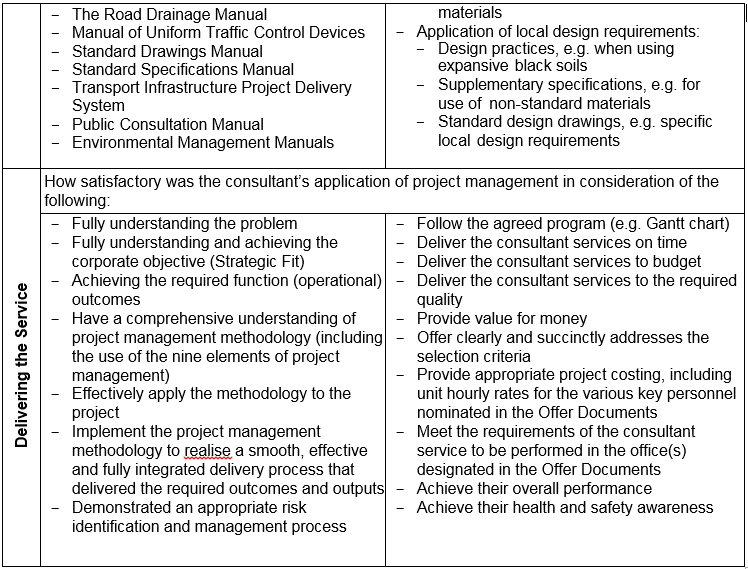 – The Road Drainage Manual
– Manual of Uniform Traffic Control Devices
– Standard Drawings Manual
– Standard Specifications Manual
– Transport Infrastructure Project Delivery
System
– Public Consultation Manual
– Environmental Management Manuals
materials
– Application of local design requirements:
– Design practices, e.g. when using
expansive black soils
– Supplementary specifications, e.g. for
use of non-standard materials
– Standard design drawings, e.g. specific
local design requirements
Delivering the Service
How satisfactory was the consultant’s application of project management in consideration of the
following:
– Fully understanding the problem
– Fully understanding and achieving the
corporate objective (Strategic Fit)
– Achieving the required function (operational)
outcomes
– Have a comprehensive understanding of
project management methodology (including
the use of the nine elements of project
management)
– Effectively apply the methodology to the
project
– Implement the project management
methodology to realise a smooth, effective
and fully integrated delivery process that
delivered the required outcomes and outputs
– Demonstrated an appropriate risk
identification and management process
– Follow the agreed program (e.g. Gantt chart)
– Deliver the consultant services on time
– Deliver the consultant services to budget
– Deliver the consultant services to the required
quality
– Provide value for money
– Offer clearly and succinctly addresses the
selection criteria
– Provide appropriate project costing, including
unit hourly rates for the various key personnel
nominated in the Offer Documents
– Meet the requirements of the consultant
service to be performed in the office(s)
designated in the Offer Documents
– Achieve their overall performance
– Achieve their health and safety awareness